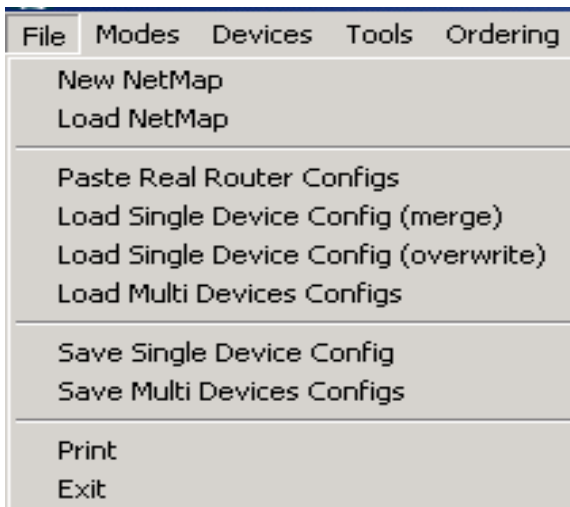 File Modes Devices Tools Ordering
New NetMap
Load NetMap
Paste Real Router Configs
Load Single Device Config (merge)
Load Single Device Config (overwrite)
Load Multi Devices Configs
Save Single Device Config
Save Multi Devices Configs
Print
Exit